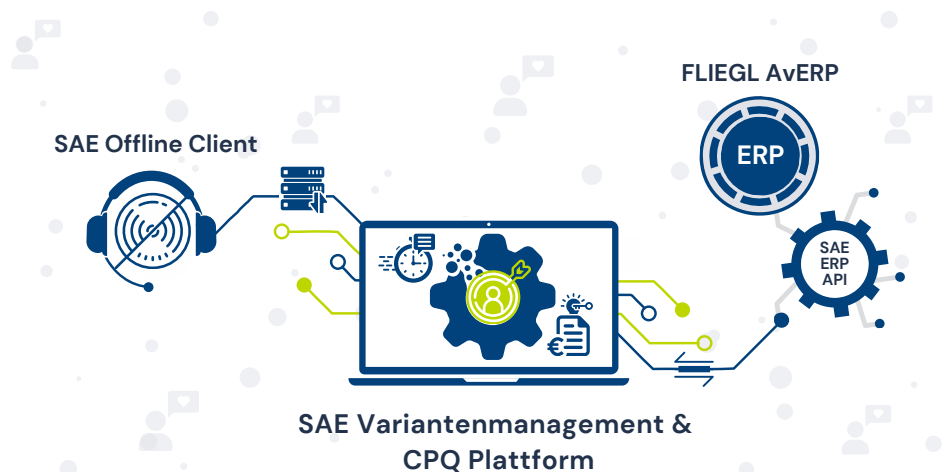 FLIEGL AvERP
SAE Offline Client
ERP
SAE
ERP
API
€
SAE Variantenmanagement &
CPQ Plattform